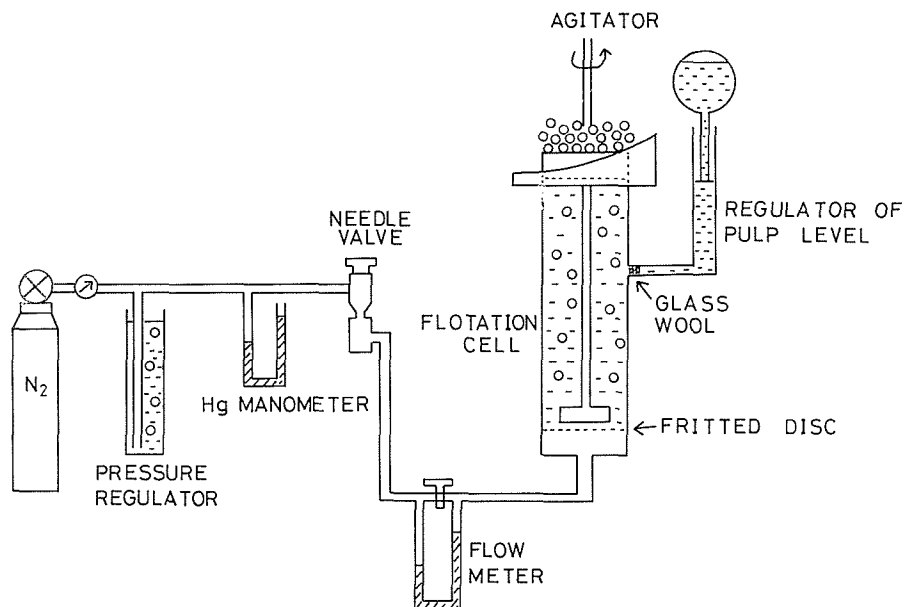 AGITATOR
NEEDLE
VALVE
REGULATOR OF
PULP LEVEL
GLASS
WOOL
FLOTATION
CELL
N2
Hg MANOMETER
FRITTED DISC
PRESSURE
REGULATOR
FLOW
METER